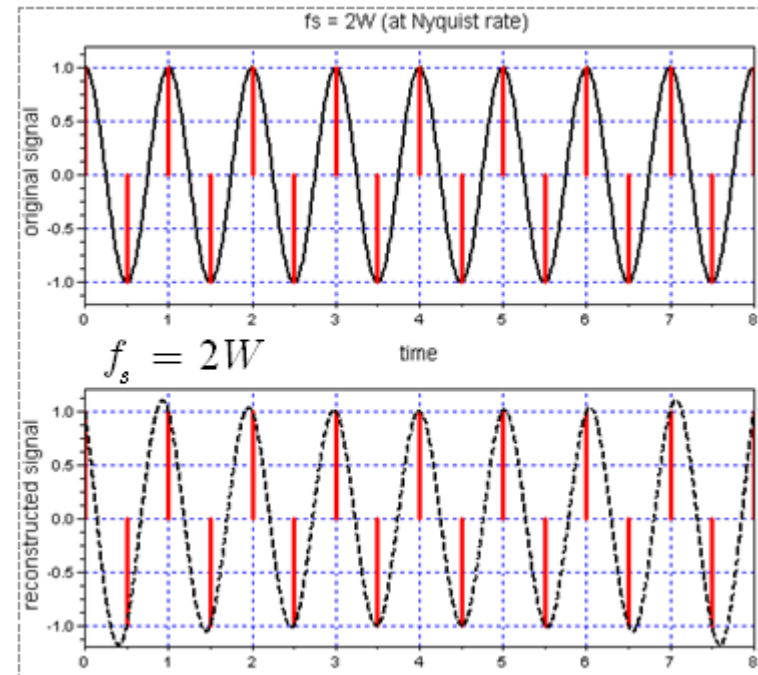 fs = 2W (at Nyquist rate)
original signal
1.0
0.5
0.0
-0.5
-1.0
0 1 2 3 4 5 6 7 8
time
f_s = 2W
reconstructed signal
1.0
0.5
0.0
-0.5
-1.0
0 1 2 3 4 5 6 7 8